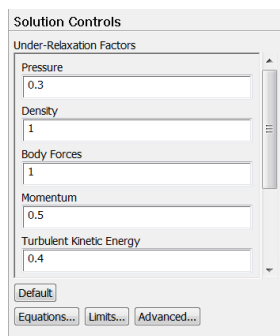 Solution Controls
Under-Relaxation Factors
Pressure
0.3
Density
1
Body Forces
1
Momentum
0.5
Turbulent Kinetic Energy
0.4
Default
Equations... Limits... Advanced...